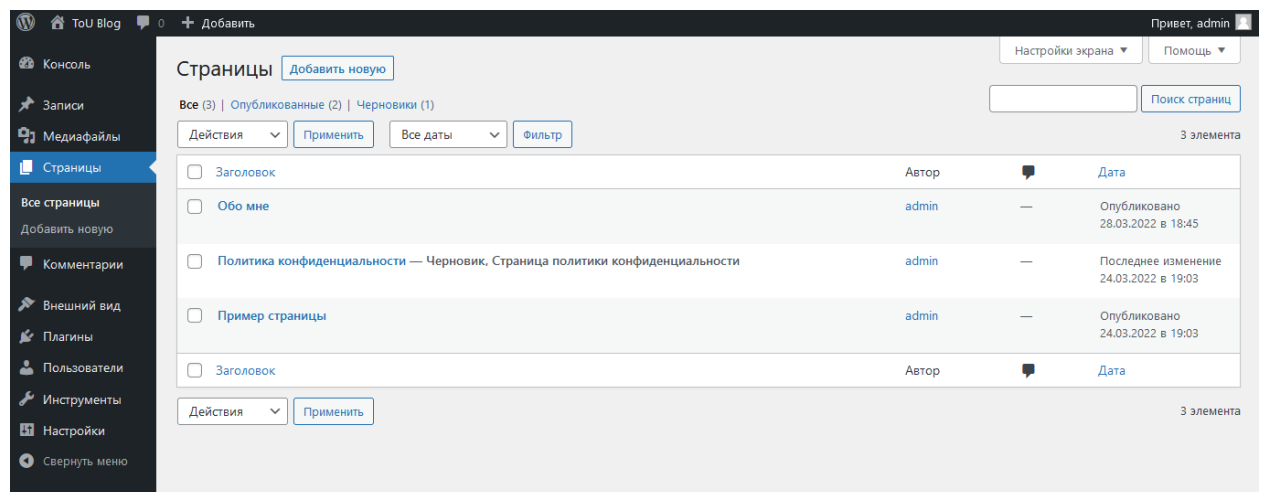 ToU Blog 0 + Добавить Привет, admin
Консоль
Записи
Медиафайлы
Страницы
Все страницы
Добавить новую
Комментарии
Внешний вид
Плагины
Пользователи
Инструменты
Настройки
Свернуть меню
Настройки экрана ▼ Помощь ▼
Страницы Добавить новую
Все (3) | Опубликованные (2) | Черновики (1) Поиск страниц
Действия Применить Все даты Фильтр 3 элемента
Заголовок Автор Дата
Обо мне admin — Опубликовано
28.03.2022 в 18:45
Политика конфиденциальности — Черновик, Страница политики конфиденциальности admin — Последнее изменение
24.03.2022 в 19:03
Пример страницы admin — Опубликовано
24.03.2022 в 19:03
Заголовок Автор Дата
Действия Применить 3 элемента